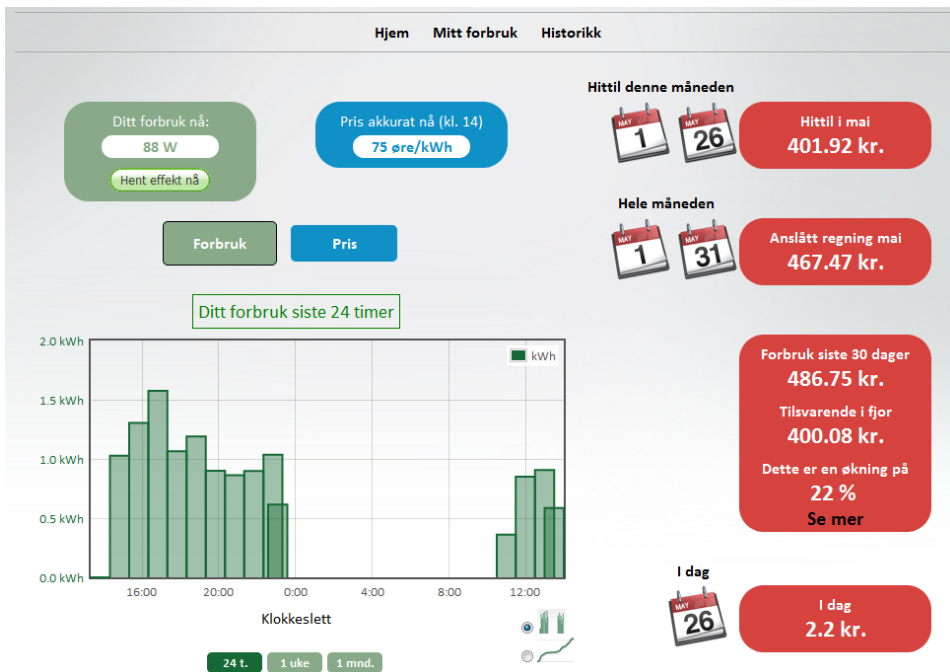 Hjem Mitt forbruk Historikk
Ditt forbruk nå:
88 W
Hent effekt nå
Pris akkurat nå (kl. 14)
75 øre/kWh
Hittil denne måneden
MAY
1
MAY
26
Hittil i mai
401.92 kr.
Hele måneden
MAY
1
MAY
31
Anslått regning mai
467.47 kr.
Forbruk
Pris
Ditt forbruk siste 24 timer
2.0 kWh
1.5 kWh
1.0 kWh
0.5 kWh
0.0 kWh
kWh
16:00 20:00 0:00 4:00 8:00 12:00
Klokkeslett
24 t. 1 uke 1 mnd.
Forbruk siste 30 dager
486.75 kr.
Tilsvarende i fjor
400.08 kr.
Dette er en økning på
22 %
Se mer
I dag
MAY
26
I dag
2.2 kr.